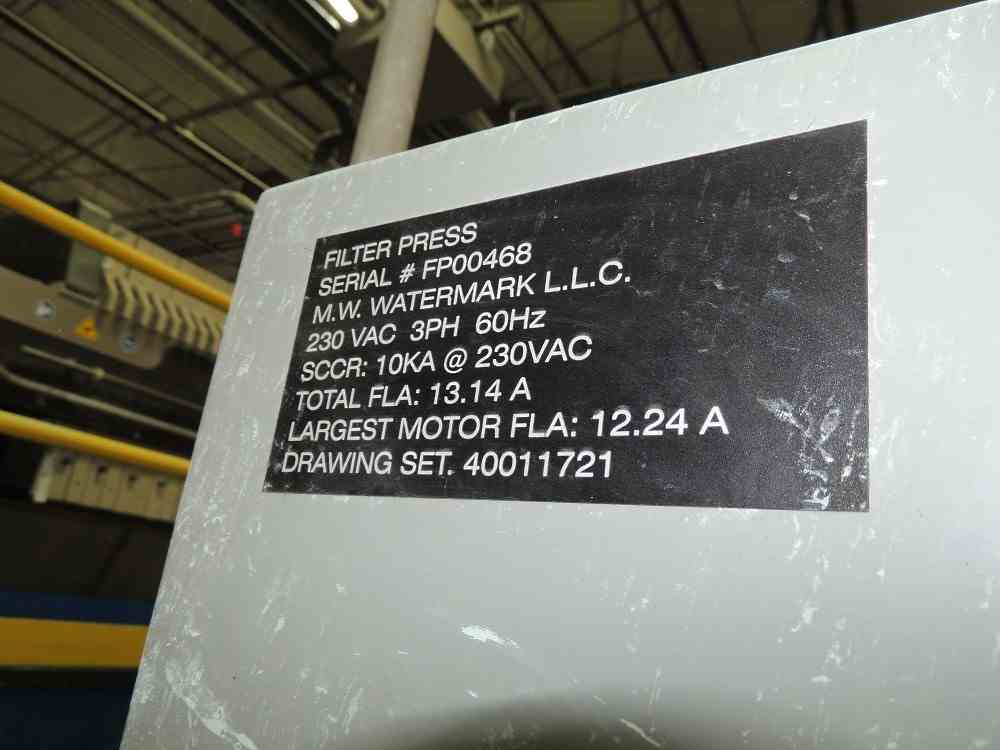 FILTER PRESS
SERIAL # FP00468
M.W. WATERMARK L.L.C.
230 VAC 3PH 60Hz
SCCR: 10KA @ 230VAC
TOTAL FLA: 13.14 A
LARGEST MOTOR FLA: 12.24 A
DRAWING SET. 40011721